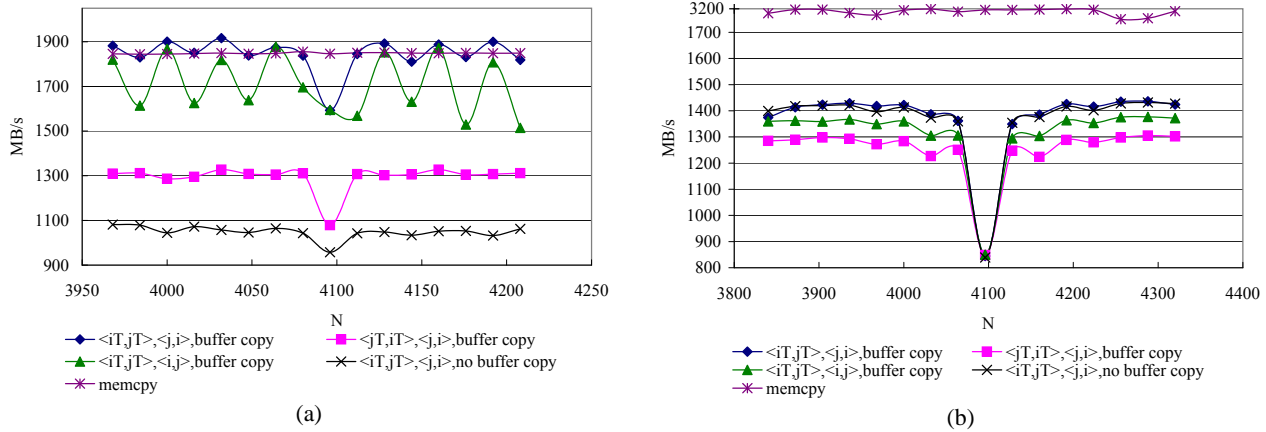 1900
1700
1500
1300
1100
900
MB/s
3950 4000 4050 4100 4150 4200 4250
N
<iT,jT>,<j,i>,buffer copy
<jT,iT>,<j,i>,buffer copy
<iT,jT>,<i,j>,buffer copy
<iT,jT>,<j,i>,no buffer copy
memcpy
(a)
3200
1700
1600
1500
1400
1300
1200
1100
1000
900
800
MB/s
3800 3900 4000 4100 4200 4300 4400
N
<iT,jT>,<j,i>,buffer copy
<jT,iT>,<j,i>,buffer copy
<iT,jT>,<i,j>,buffer copy
<iT,jT>,<j,i>,no buffer copy
memcpy
(b)